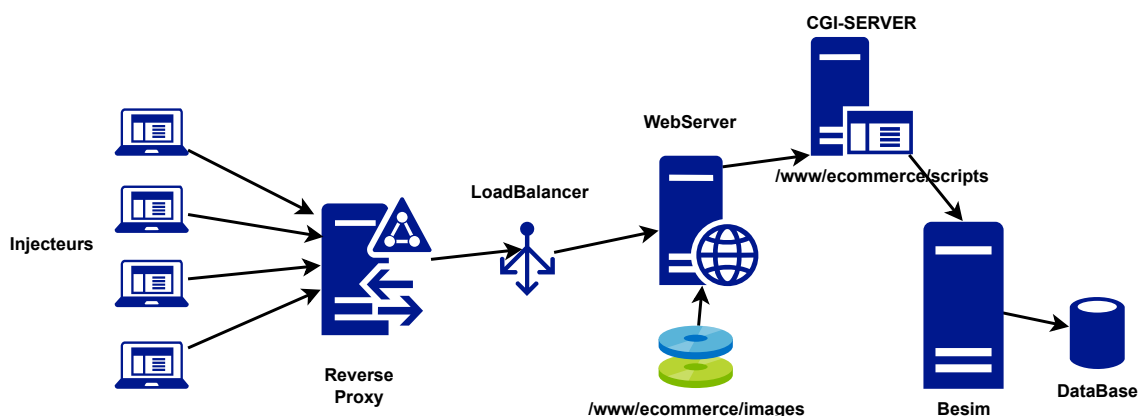 CGI-SERVER
WebServer
/www/ecommerce/scripts
LoadBalancer
Injecteurs
Reverse
Proxy
/www/ecommerce/images
Besim
DataBase